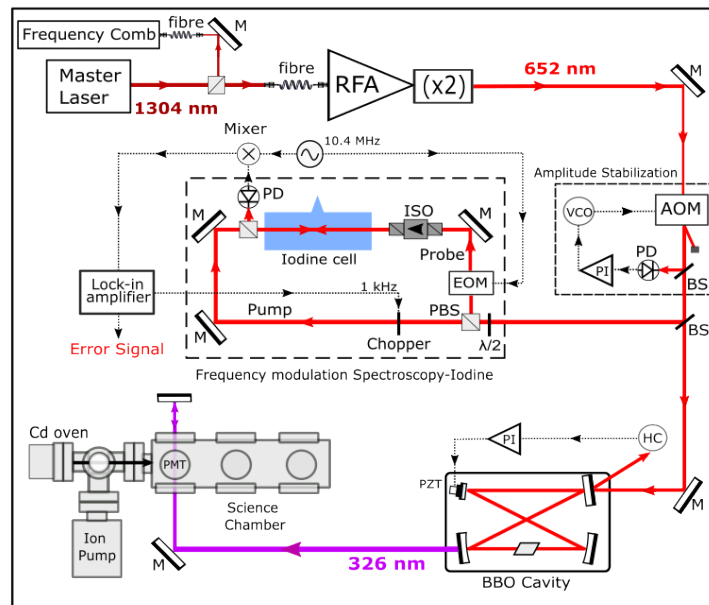 fibre
M
Frequency Comb
Master
Laser
1304 nm
fibre
RFA
(x2)
652 nm
M
Mixer
10.4 MHz
Amplitude Stabilization
AOM
VCO
PD
PI
BS
PD
M
ISO
M
Iodine cell
Probe
EOM
Lock-in
amplifier
1 kHz
Pump
PBS
BS
M
Chopper
λ/2
Error Signal
Frequency modulation Spectroscopy-Iodine
Cd oven
PMT
PI
HC
PZT
M
Science
Chamber
Ion
Pump
M
326 nm
BBO Cavity